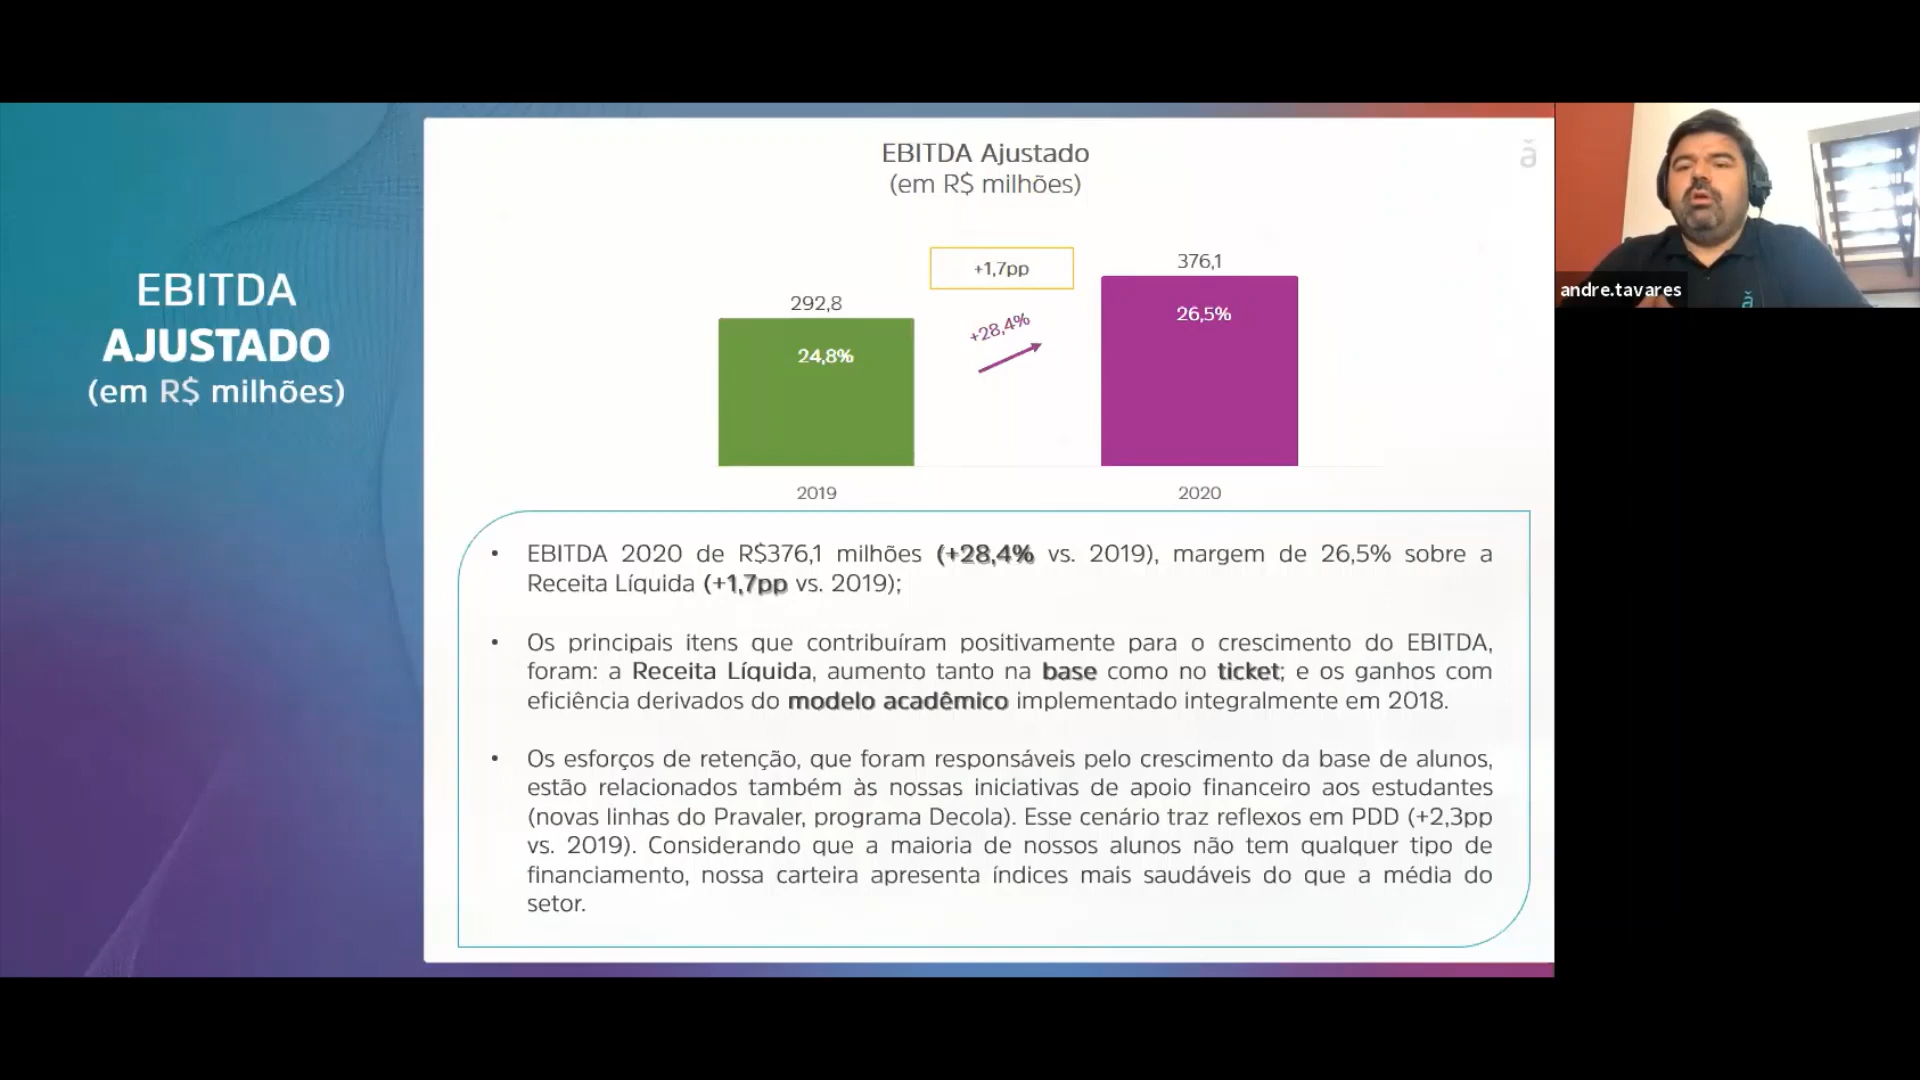 EBITDA
AJUSTADO
(em R$ milhões)
EBITDA Ajustado
(em R$ milhões)
+1,7pp
292,8
24,8%
+28,4%
376,1
26,5%
2019
2020
• EBITDA 2020 de R$376,1 milhões (+28,4% vs. 2019), margem de 26,5% sobre a
Receita Líquida (+1,7pp vs. 2019);
• Os principais itens que contribuíram positivamente para o crescimento do EBITDA,
foram: a Receita Líquida, aumento tanto na base como no ticket; e os ganhos com
eficiência derivados do modelo acadêmico implementado integralmente em 2018.
• Os esforços de retenção, que foram responsáveis pelo crescimento da base de alunos,
estão relacionados também às nossas iniciativas de apoio financeiro aos estudantes
(novas linhas do Pravaler, programa Decola). Esse cenário traz reflexos em PDD (+2,3pp
vs. 2019). Considerando que a maioria de nossos alunos não tem qualquer tipo de
financiamento, nossa carteira apresenta índices mais saudáveis do que a média do
setor.
andre.tavares